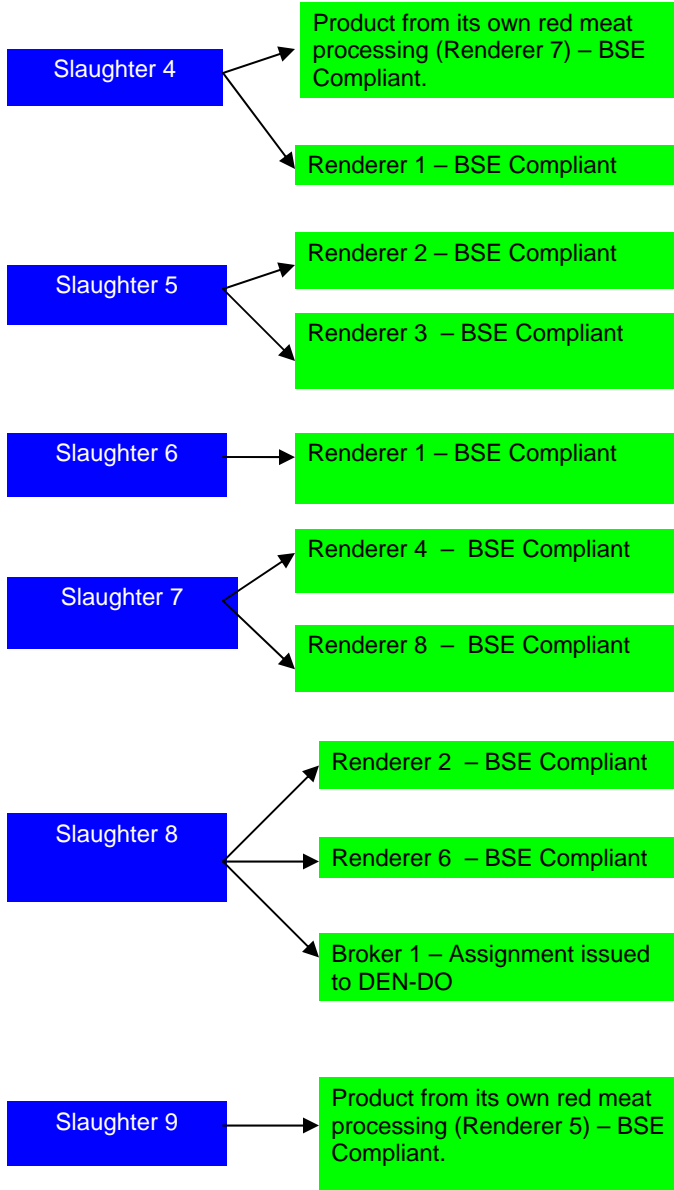 Slaughter 4
Product from its own red meat
processing (Renderer 7) – BSE
Compliant.
Renderer 1 – BSE Compliant
Slaughter 5
Renderer 2 – BSE Compliant
Renderer 3  – BSE Compliant
Slaughter 6
Renderer 1 – BSE Compliant
Slaughter 7
Renderer 4  –  BSE Compliant
Renderer 8  –  BSE Compliant
Slaughter 8
Renderer 2  – BSE Compliant
Renderer 6  – BSE Compliant
Broker 1 – Assignment issued
to DEN-DO
Slaughter 9
Product from its own red meat
processing (Renderer 5) – BSE
Compliant.